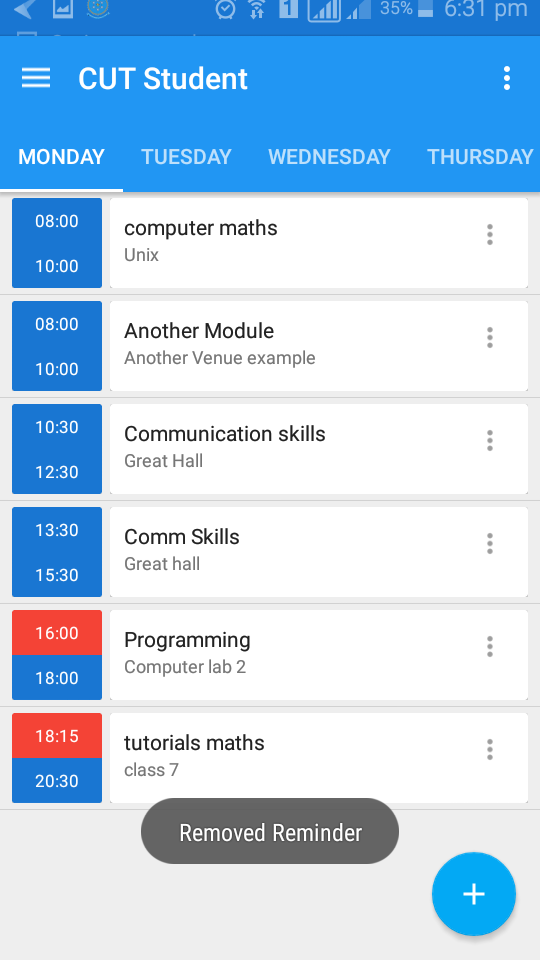 1 35% 6:31 pm
CUT Student
MONDAY TUESDAY WEDNESDAY THURSDAY
08:00
10:00
computer maths
Unix
08:00
10:00
Another Module
Another Venue example
10:30
12:30
Communication skills
Great Hall
13:30
15:30
Comm Skills
Great hall
16:00
18:00
Programming
Computer lab 2
18:15
20:30
tutorials maths
class 7
Removed Reminder